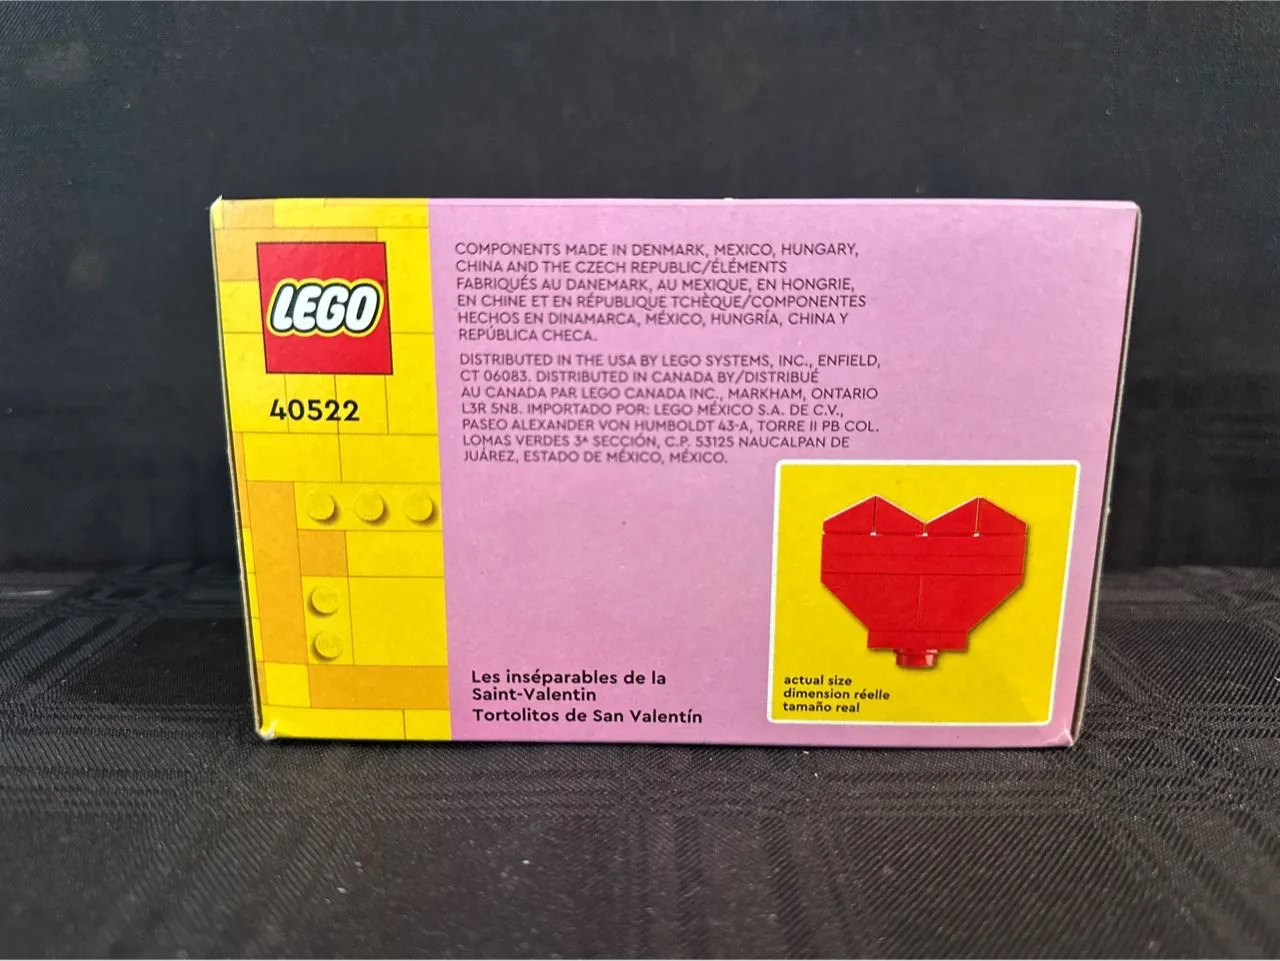 LEGO
40522
COMPONENTS MADE IN DENMARK, MEXICO, HUNGARY,
CHINA AND THE CZECH REPUBLIC/ÉLÉMENTS
FABRIQUÉS AU DANEMARK, AU MEXIQUE, EN HONGRIE,
EN CHINE ET EN RÉPUBLIQUE TCHÈQUE/COMPONENTES
HECHOS EN DINAMARCA, MÉXICO, HUNGRÍA, CHINA Y
REPÚBLICA CHECA.
DISTRIBUTED IN THE USA BY LEGO SYSTEMS, INC., ENFIELD,
CT 06083. DISTRIBUTED IN CANADA BY/DISTRIBUÉ
AU CANADA PAR LEGO CANADA INC., MARKHAM, ONTARIO
L3R 5N8. IMPORTADO POR: LEGO MÉXICO S.A. DE C.V.,
PASEO ALEXANDER VON HUMBOLDT 43-A, TORRE II PB COL.
LOMAS VERDES 3ᴬ SECCIÓN, C.P. 53125 NAUCALPAN DE
JUÁREZ, ESTADO DE MÉXICO, MÉXICO.
Les inséparables de la
Saint-Valentin
Tortolitos de San Valentín
actual size
dimension réelle
tamaño real